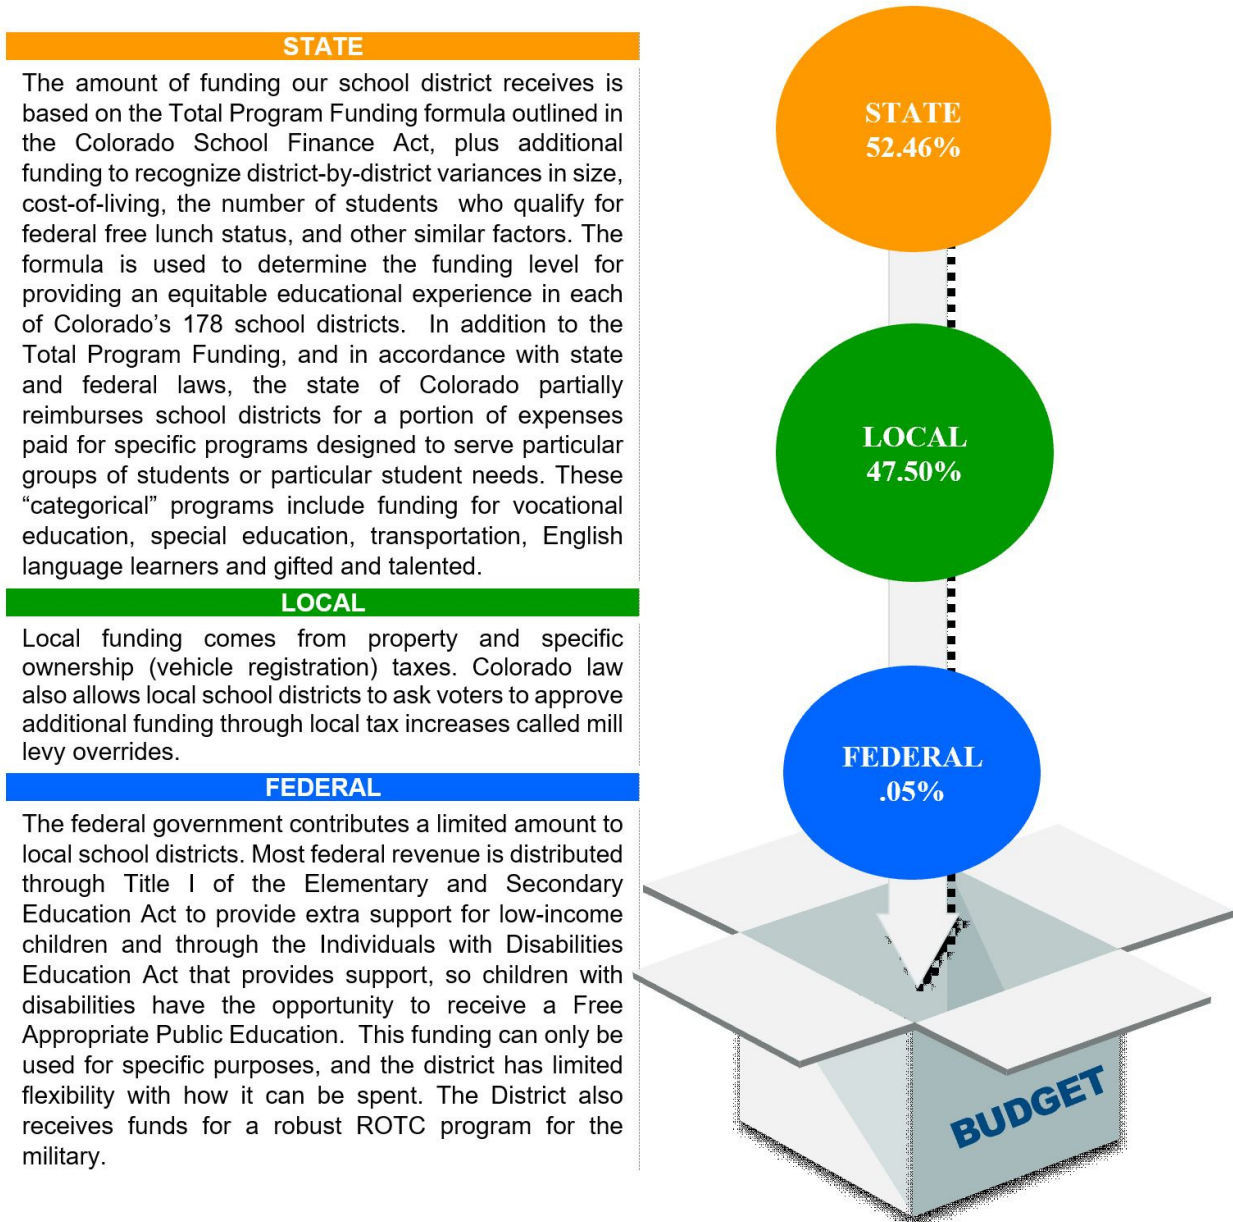 STATE
The amount of funding our school district receives is
based on the Total Program Funding formula outlined in
the Colorado School Finance Act, plus additional
funding to recognize district-by-district variances in size,
cost-of-living, the number of students who qualify for
federal free lunch status, and other similar factors. The
formula is used to determine the funding level for
providing an equitable educational experience in each
of Colorado’s 178 school districts. In addition to the
Total Program Funding, and in accordance with state
and federal laws, the state of Colorado partially
reimburses school districts for a portion of expenses
paid for specific programs designed to serve particular
groups of students or particular student needs. These
“categorical” programs include funding for vocational
education, special education, transportation, English
language learners and gifted and talented.
LOCAL
Local funding comes from property and specific
ownership (vehicle registration) taxes. Colorado law
also allows local school districts to ask voters to approve
additional funding through local tax increases called mill
levy overrides.
FEDERAL
The federal government contributes a limited amount to
local school districts. Most federal revenue is distributed
through Title I of the Elementary and Secondary
Education Act to provide extra support for low-income
children and through the Individuals with Disabilities
Education Act that provides support, so children with
disabilities have the opportunity to receive a Free
Appropriate Public Education. This funding can only be
used for specific purposes, and the district has limited
flexibility with how it can be spent. The District also
receives funds for a robust ROTC program for the
military.
STATE
52.46%
LOCAL
47.50%
FEDERAL
.05%
BUDGET